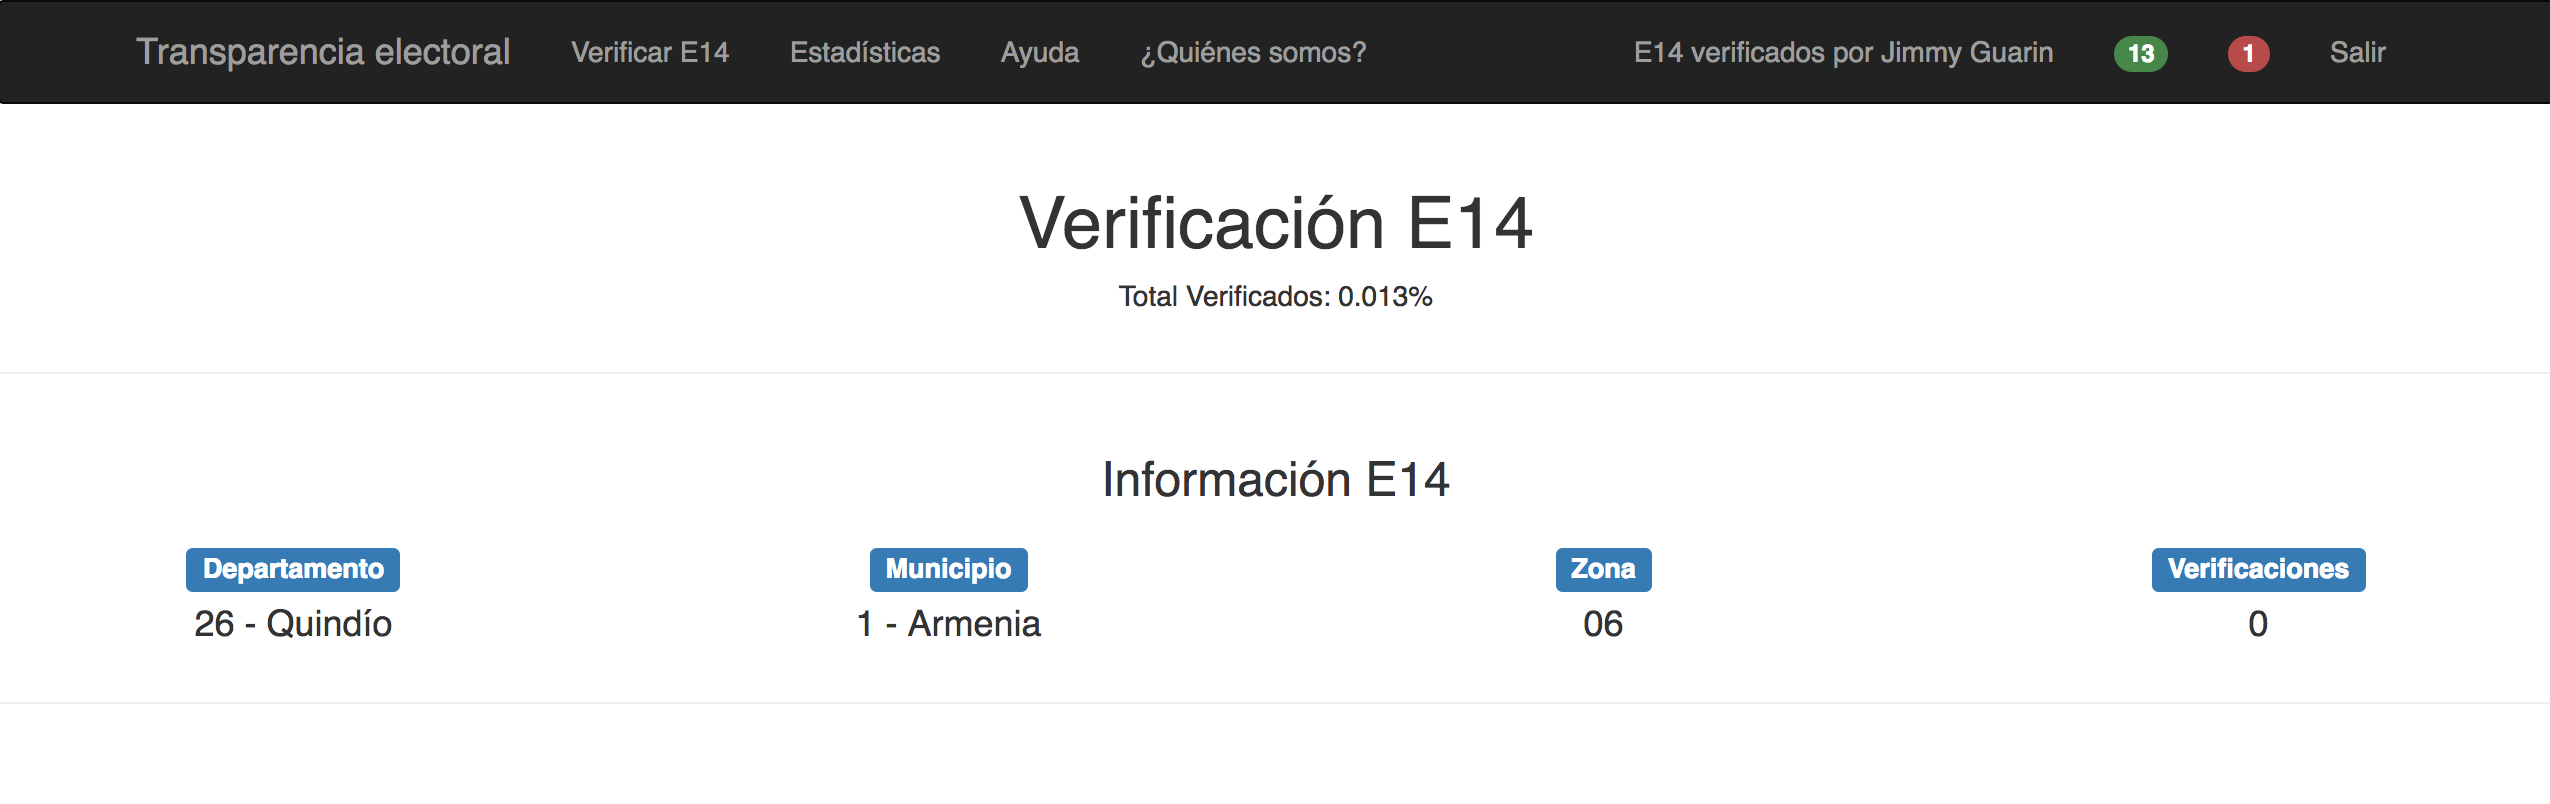 Transparencia electoral Verificar E14 Estadísticas Ayuda ¿Quiénes somos? E14 verificados por Jimmy Guarin 13 1 Salir
Verificación E14
Total Verificados: 0.013%
Información E14
Departamento Municipio Zona Verificaciones
26 - Quindío 1 - Armenia 06 0